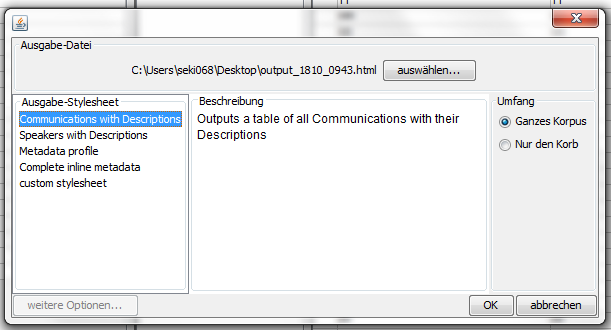 Ausgabe-Datei
C:\Users\seki068\Desktop\output_1810_0943.html auswählen...
Ausgabe-Stylesheet
Communications with Descriptions
Speakers with Descriptions
Metadata profile
Complete inline metadata
custom stylesheet
Beschreibung
Outputs a table of all Communications with their
Descriptions
Umfang
Ganzes Korpus
Nur den Korb
weitere Optionen...
OK
abbrechen